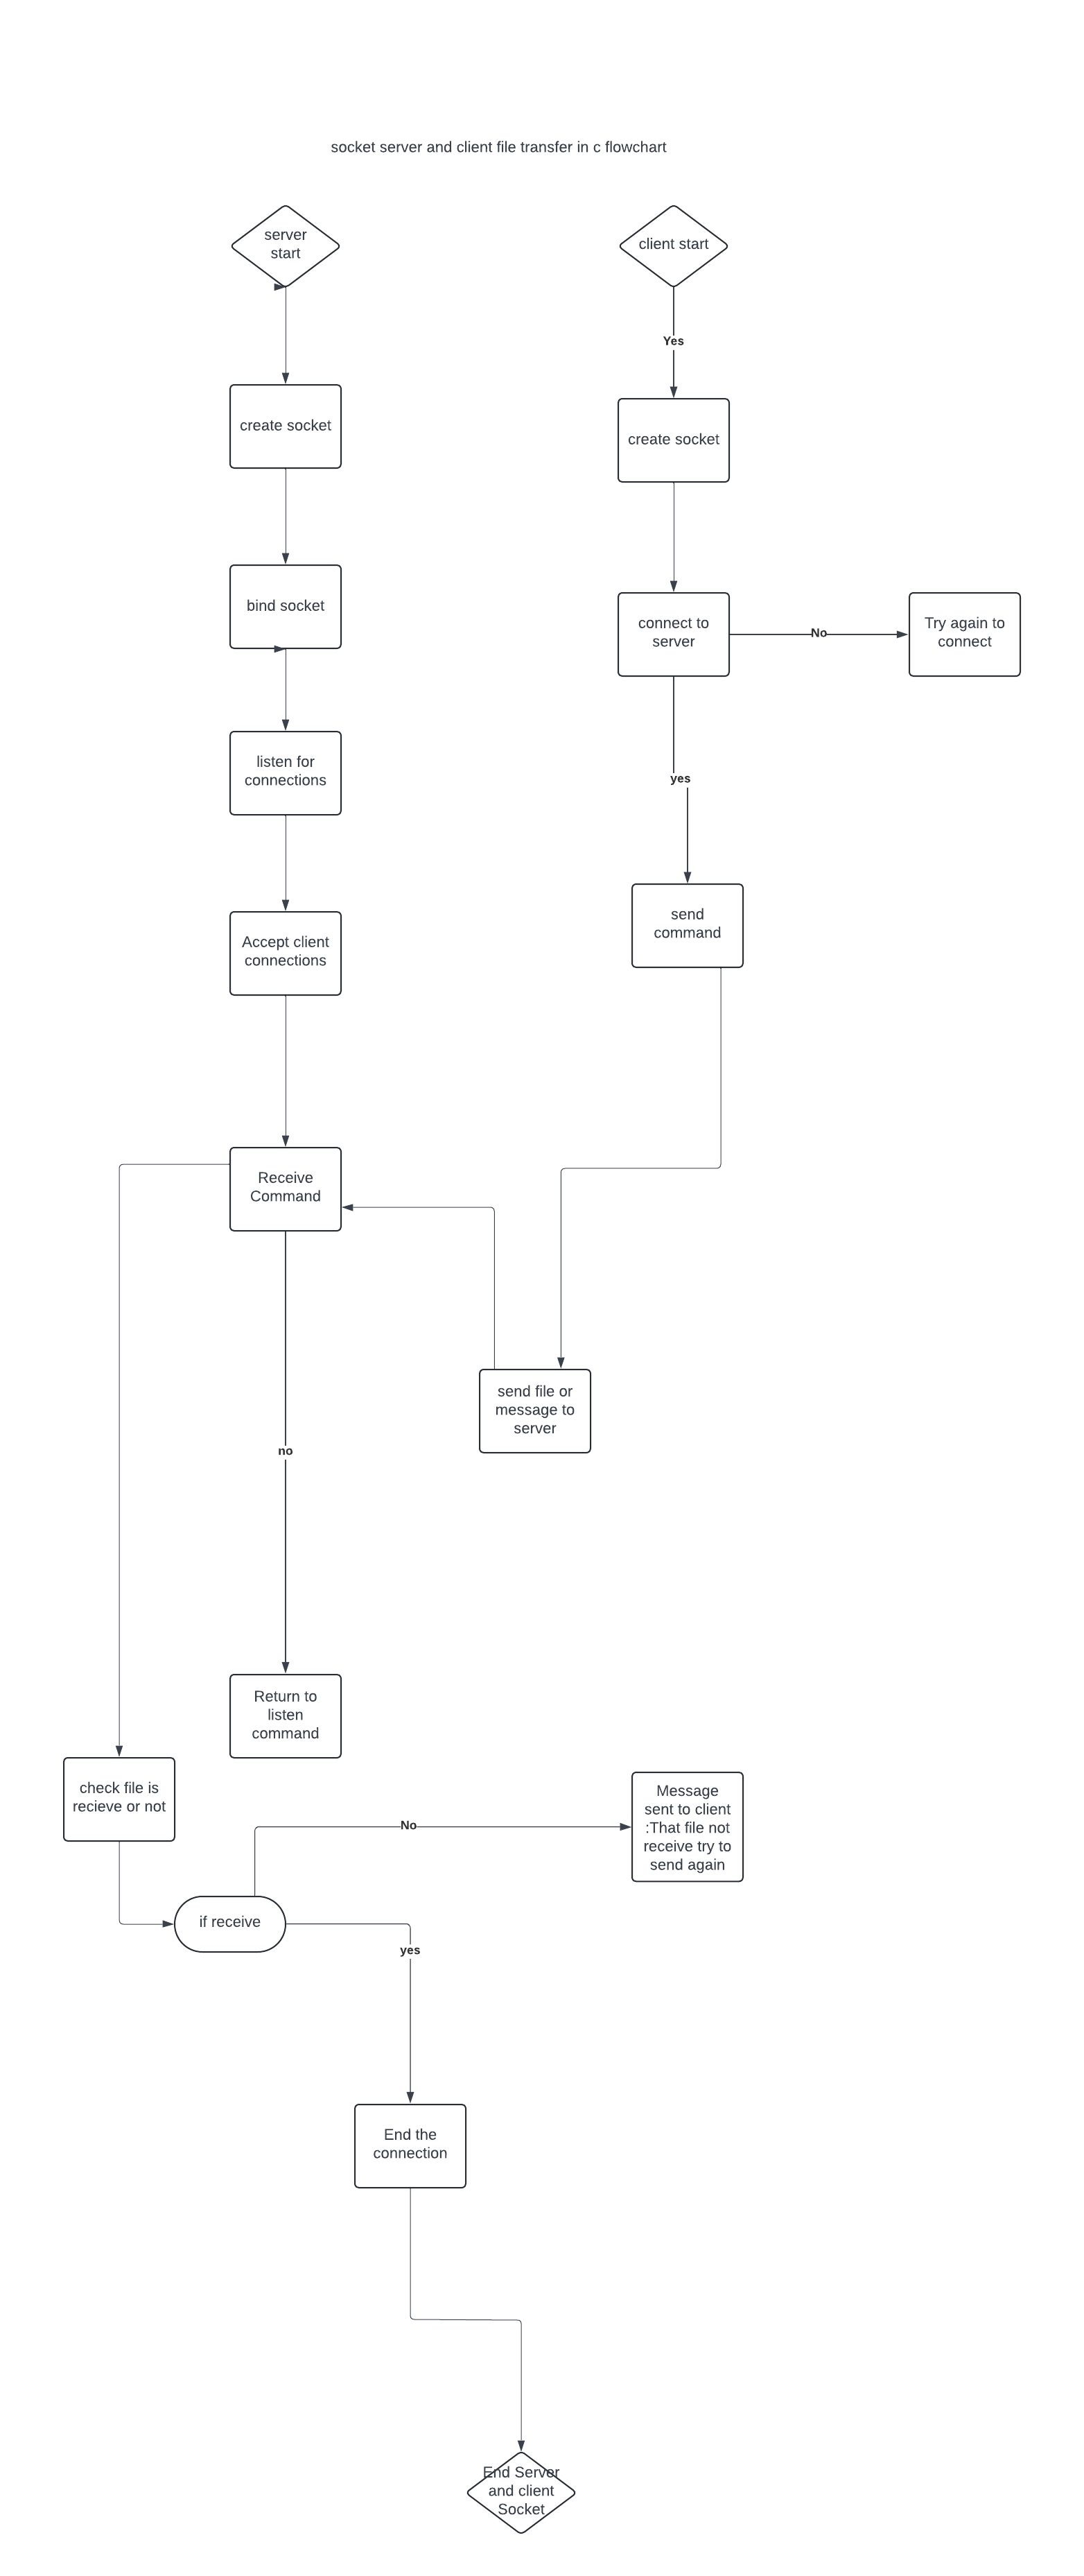 socket server and client file transfer in c flowchart
server
start
client start
Yes
create socket
create socket
bind socket
connect to
server
No
Try again to
connect
listen for
connections
yes
send
command
Accept client
connections
Receive
Command
send file or
message to
server
no
Return to
listen
command
check file is
recieve or not
Message
sent to client
:That file not
receive try to
send again
No
if receive
yes
End the
connection
End Server
and client
Socket